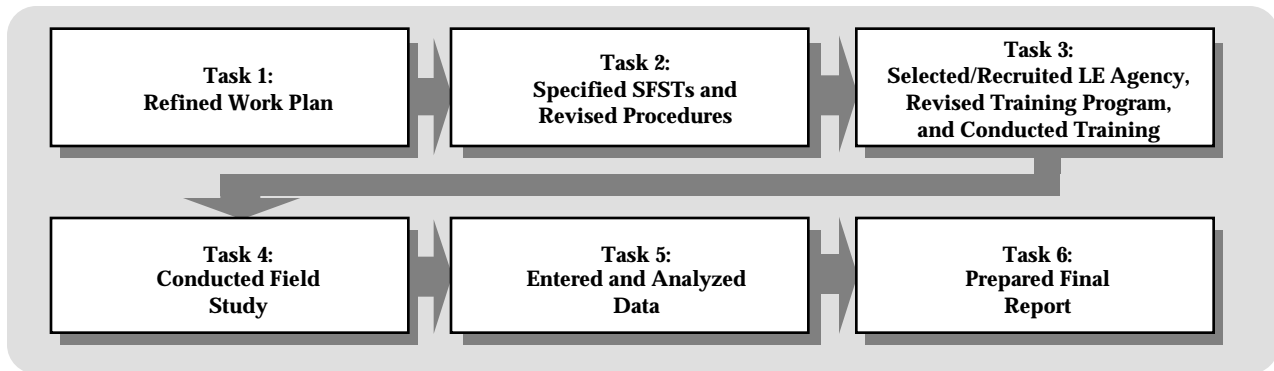 Task 1:
Refined Work Plan
Task 2:
Specified SFSTs and
Revised Procedures
Task 3:
Selected/Recruited LE Agency,
Revised Training Program,
and Conducted Training
Task 4:
Conducted Field
Study
Task 5:
Entered and Analyzed
Data
Task 6:
Prepared Final
Report